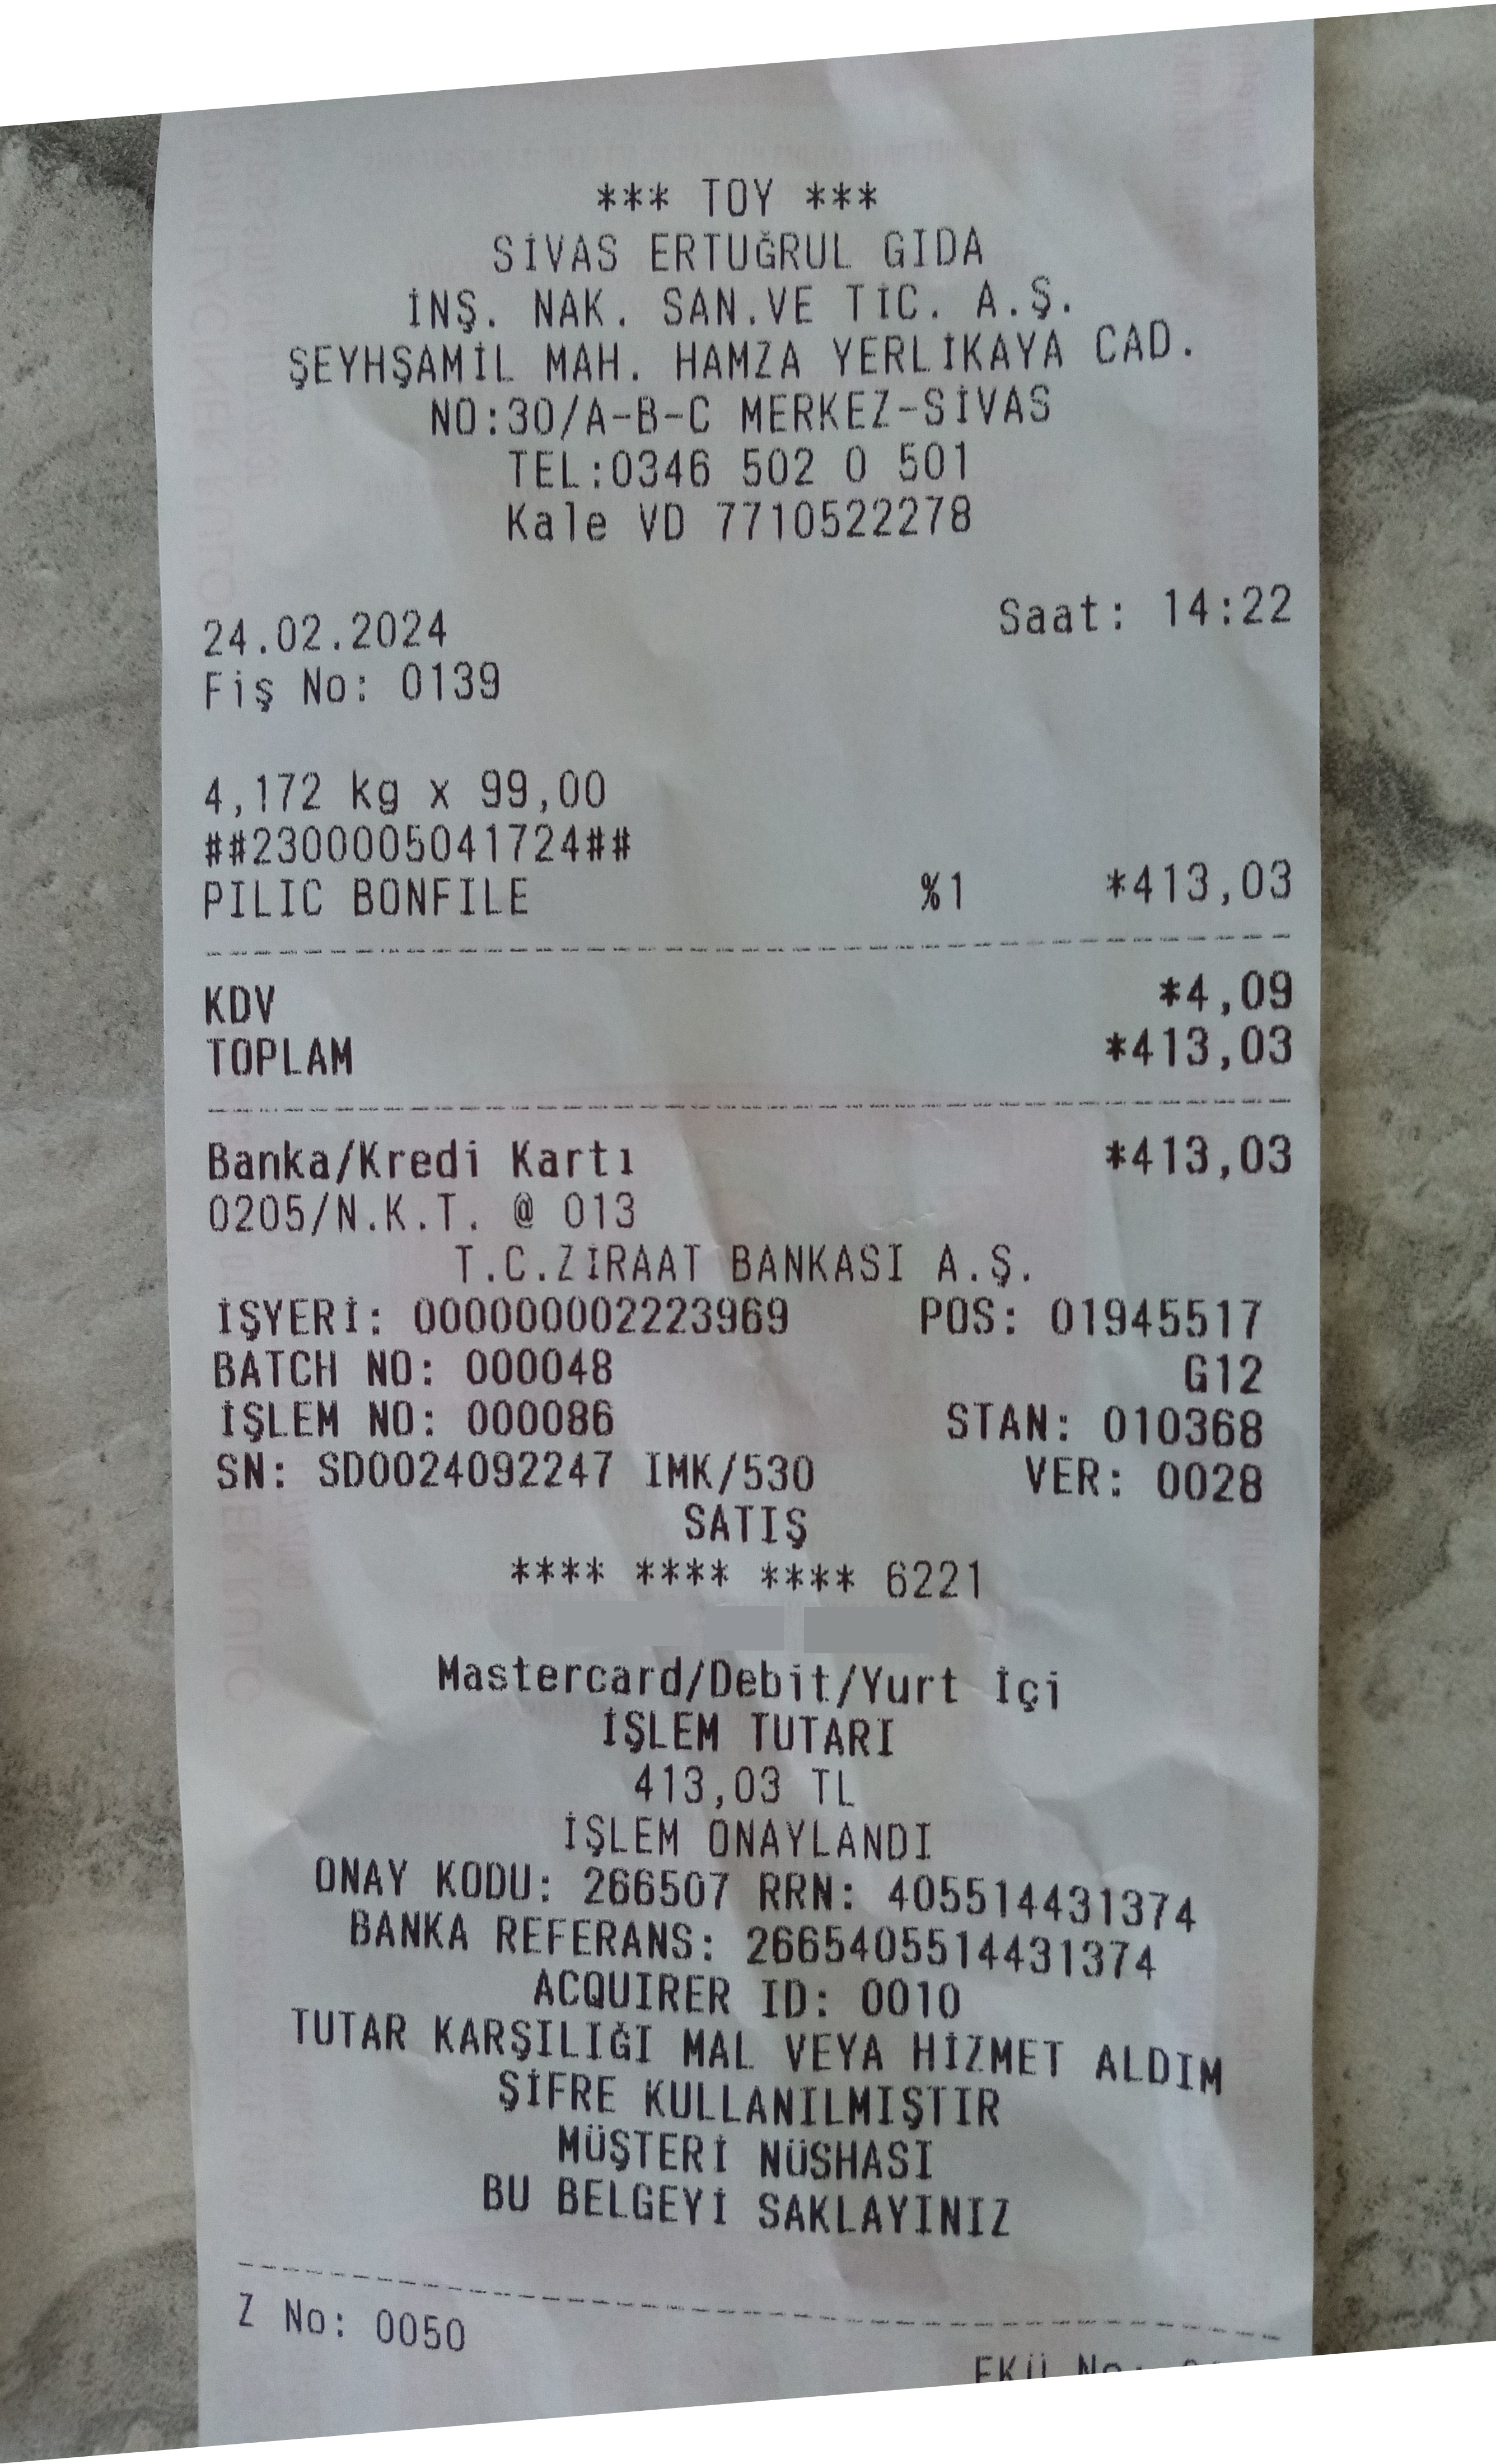 *** TOY ***
SİVAS ERTUĞRUL GIDA
İNŞ. NAK. SAN.VE TİC. A.Ş.
ŞEYHŞAMİL MAH. HAMZA YERLİKAYA CAD.
NO:30/A-B-C MERKEZ-SİVAS
TEL:0346 502 0 501
Kale VD 7710522278
24.02.2024 Saat: 14:22
Fiş No: 0139
4,172 kg x 99,00
##2300005041724##
PILIC BONFILE %1 *413,03
KDV *4,09
TOPLAM *413,03
Banka/Kredi Kartı *413,03
0205/N.K.T. @ 013
T.C.ZİRAAT BANKASI A.Ş.
İŞYERİ: 000000002223969 POS: 01945517
BATCH NO: 000048 G12
İŞLEM NO: 000086 STAN: 010368
SN: SD0024092247 IMK/530 VER: 0028
SATIŞ
**** **** **** 6221
Mastercard/Debit/Yurt İçi
İŞLEM TUTARI
413,03 TL
İŞLEM ONAYLANDI
ONAY KODU: 266507 RRN: 405514431374
BANKA REFERANS: 2665405514431374
ACQUIRER ID: 0010
TUTAR KARŞILIĞI MAL VEYA HİZMET ALDIM
ŞİFRE KULLANILMIŞTIR
MÜŞTERİ NÜSHASI
BU BELGEYİ SAKLAYINIZ
Z No: 0050
EKÜ No: